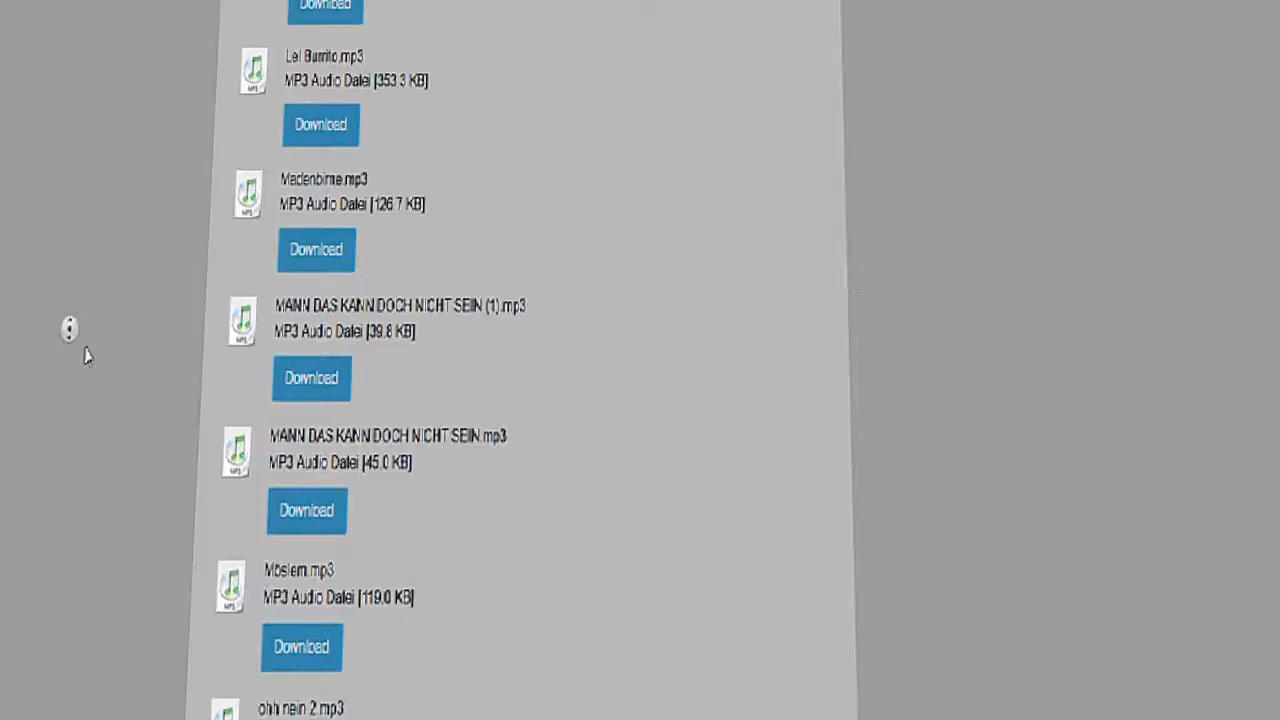 Download
Lel Burrito.mp3
MP3 Audio Datei [353.3 KB]
Download
Madenbirne.mp3
MP3 Audio Datei [126.7 KB]
Download
MANN DAS KANN DOCH NICHT SEIN (1).mp3
MP3 Audio Datei [39.8 KB]
Download
MANN DAS KANN DOCH NICHT SEIN.mp3
MP3 Audio Datei [45.0 KB]
Download
MP3 Audio Datei [119.0 KB]
Download
ohh nein 2.mp3